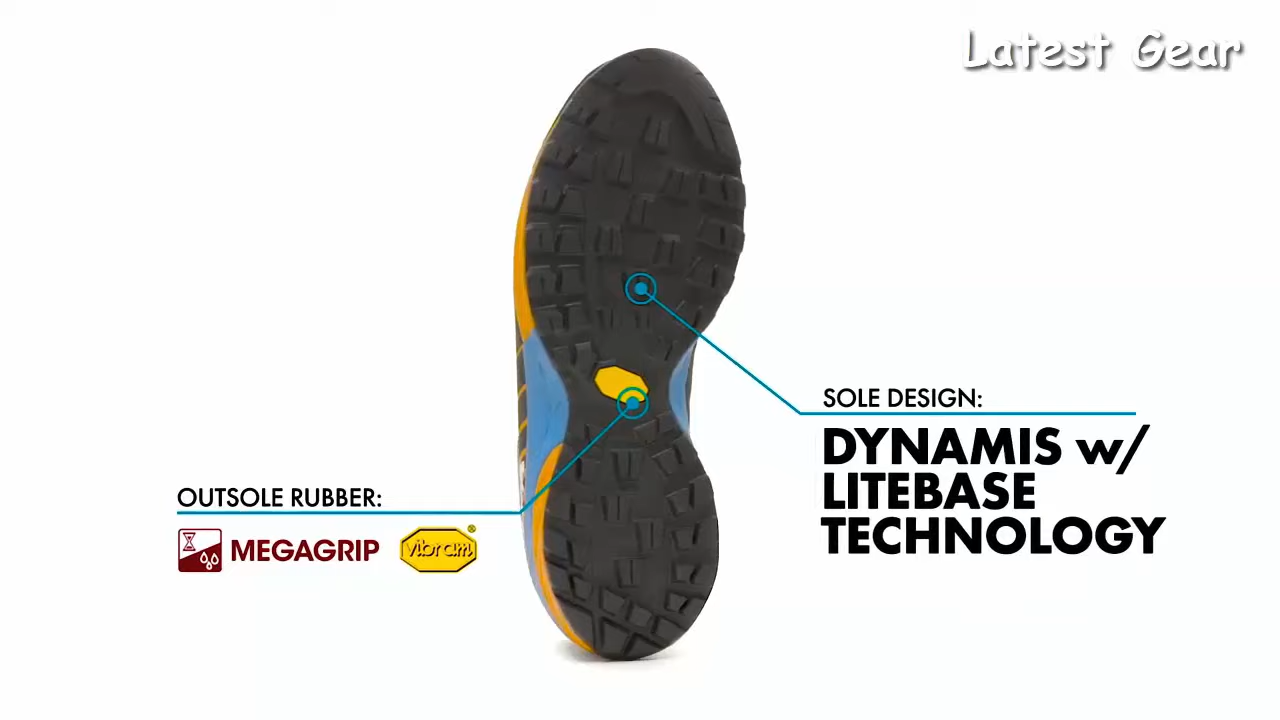 Latest Gear
SOLE DESIGN:
DYNAMIS w/
LITEBASE
TECHNOLOGY
OUTSOLE RUBBER:
MEGAGRIP vibram®